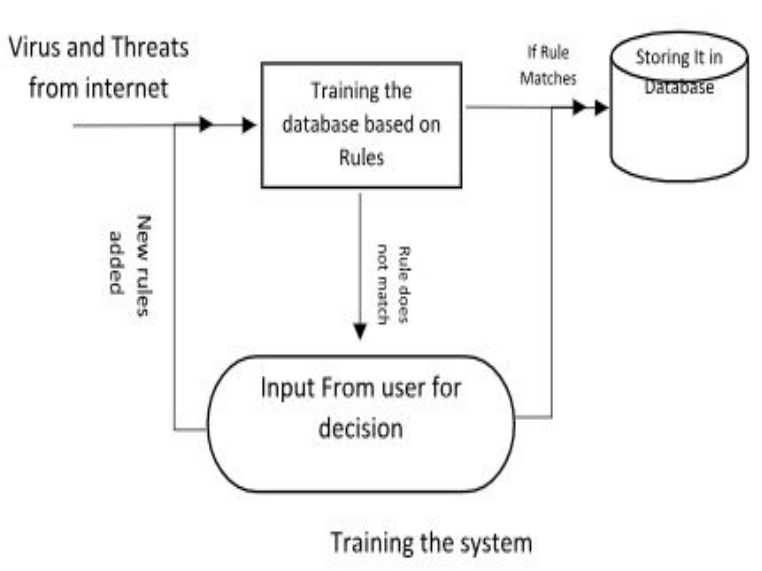 Virus and Threats
from internet
Training the
database based on
Rules
If Rule
Matches
Storing It in
Database
New rules
added
Rule does
not match
Input From user for
decision
Training the system